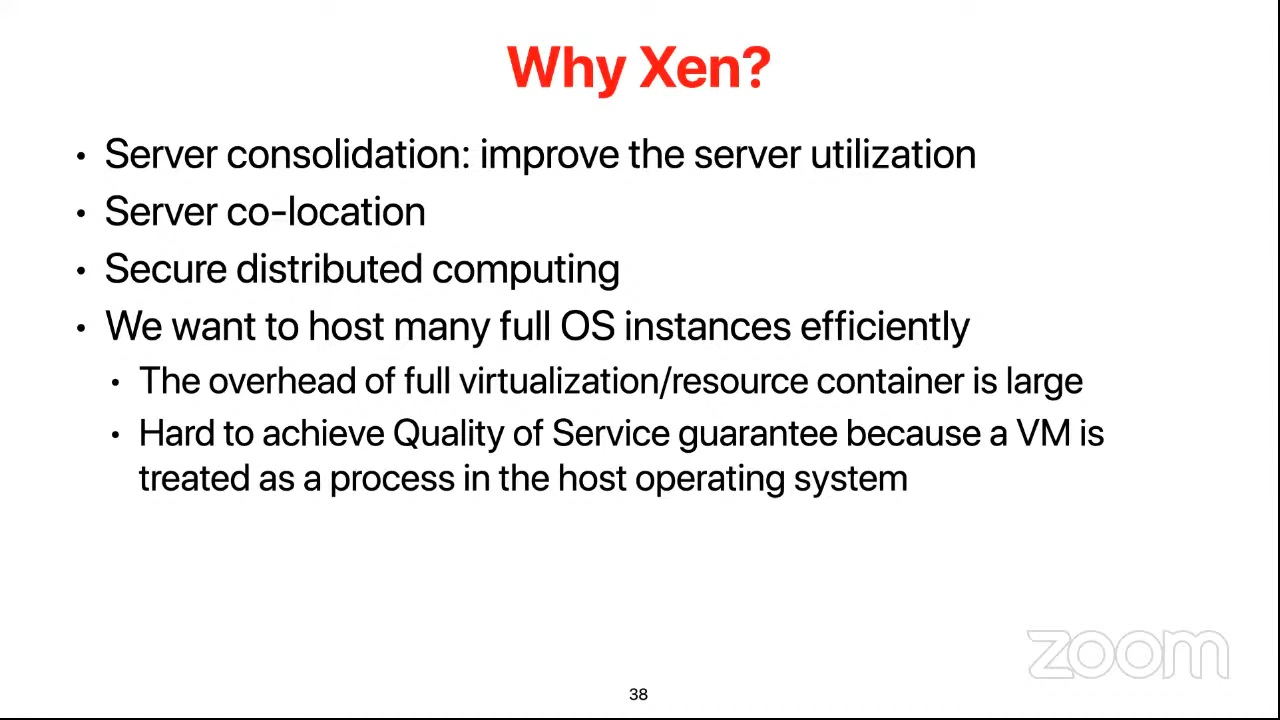 Why Xen?
• Server consolidation: improve the server utilization
• Server co-location
• Secure distributed computing
• We want to host many full OS instances efficiently
• The overhead of full virtualization/resource container is large
• Hard to achieve Quality of Service guarantee because a VM is
treated as a process in the host operating system
zoom
38